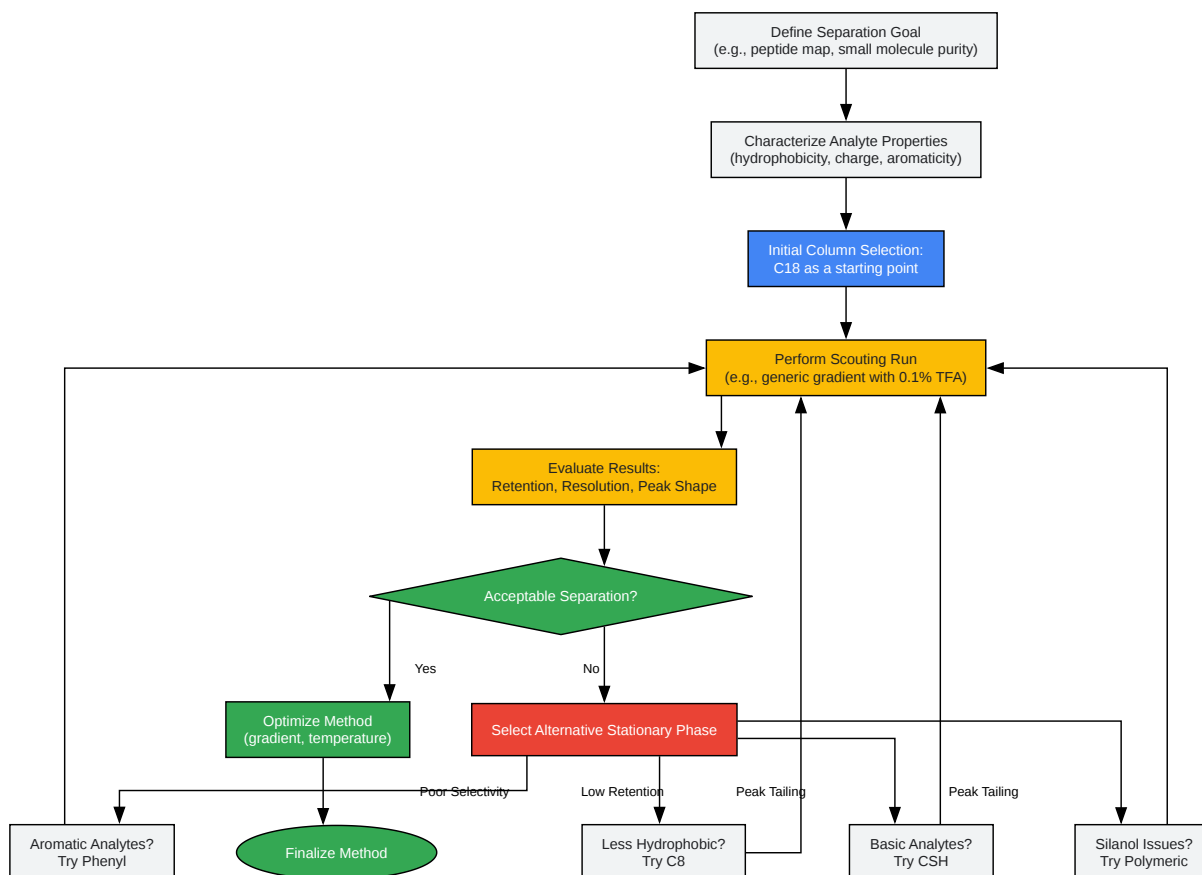 Define Separation Goal
(e.g., peptide map, small molecule purity)
Characterize Analyte Properties
(hydrophobicity, charge, aromaticity)
Initial Column Selection:
C18 as a starting point
Perform Scouting Run
(e.g., generic gradient with 0.1% TFA)
Evaluate Results:
Retention, Resolution, Peak Shape
Acceptable Separation?
Yes
No
Optimize Method
(gradient, temperature)
Select Alternative Stationary Phase
Poor Selectivity
Low Retention
Peak Tailing
Peak Tailing
Aromatic Analytes?
Try Phenyl
Finalize Method
Less Hydrophobic?
Try C8
Basic Analytes?
Try CSH
Silanol Issues?
Try Polymeric